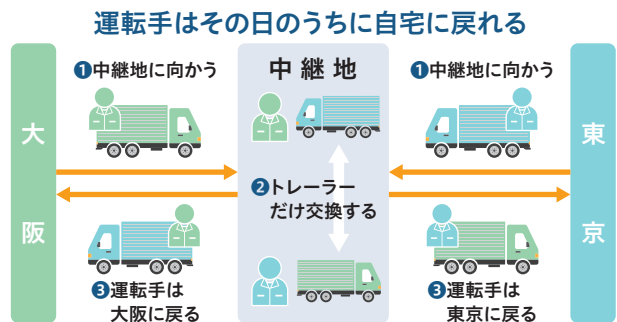 運転手はその日のうちに自宅に戻れる
大阪
❶中継地に向かう
中継地
❶中継地に向かう
東京
❷トレーラー
だけ交換する
❸運転手は
大阪に戻る
❸運転手は
東京に戻る